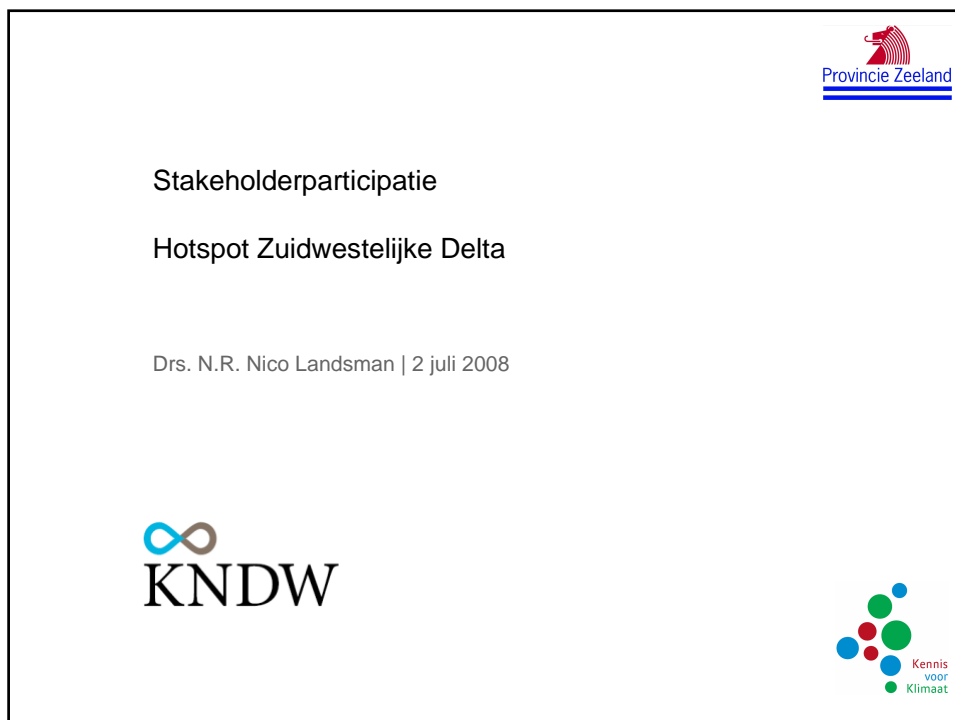 Provincie Zeeland
Stakeholderparticipatie
Hotspot Zuidwestelijke Delta
Drs. N.R. Nico Landsman | 2 juli 2008
KNDW
Kennis
voor
Klimaat